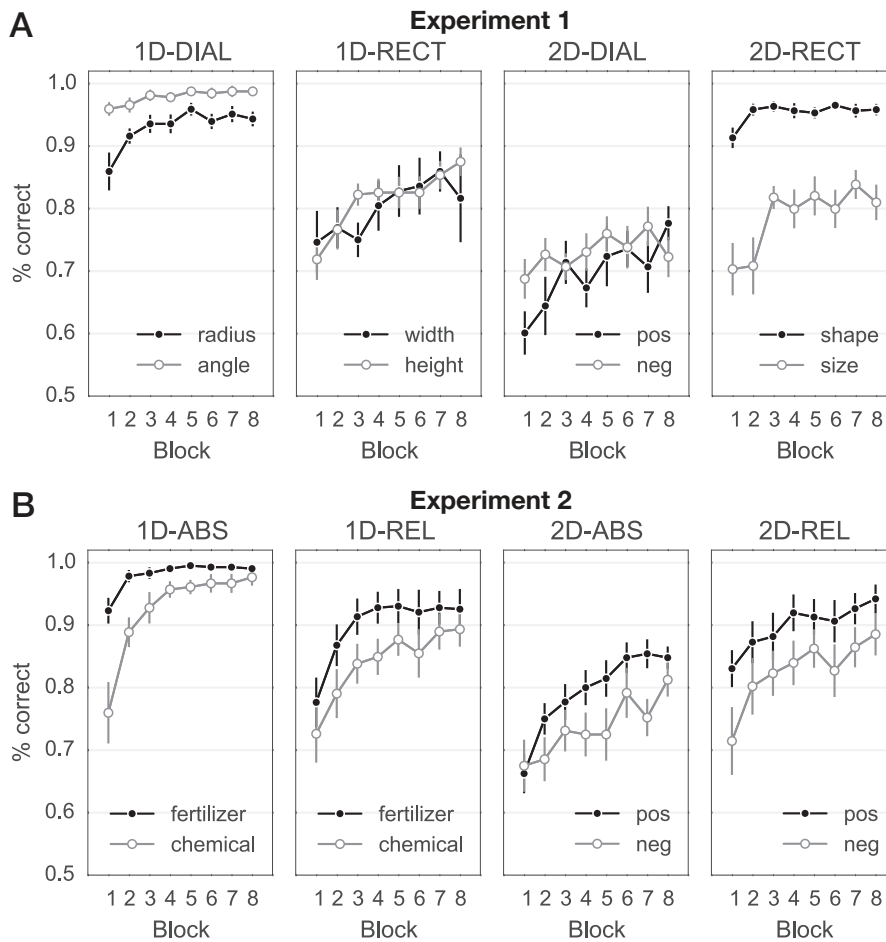 A
Experiment 1
1D-DIAL
1D-RECT
2D-DIAL
2D-RECT
% correct
1.0
0.9
0.8
0.7
0.6
0.5
radius
angle
width
height
pos
neg
shape
size
1 2 3 4 5 6 7 8
1 2 3 4 5 6 7 8
1 2 3 4 5 6 7 8
1 2 3 4 5 6 7 8
Block
Block
Block
Block
B
Experiment 2
1D-ABS
1D-REL
2D-ABS
2D-REL
% correct
1.0
0.9
0.8
0.7
0.6
0.5
fertilizer
chemical
fertilizer
chemical
pos
neg
pos
neg
1 2 3 4 5 6 7 8
1 2 3 4 5 6 7 8
1 2 3 4 5 6 7 8
1 2 3 4 5 6 7 8
Block
Block
Block
Block